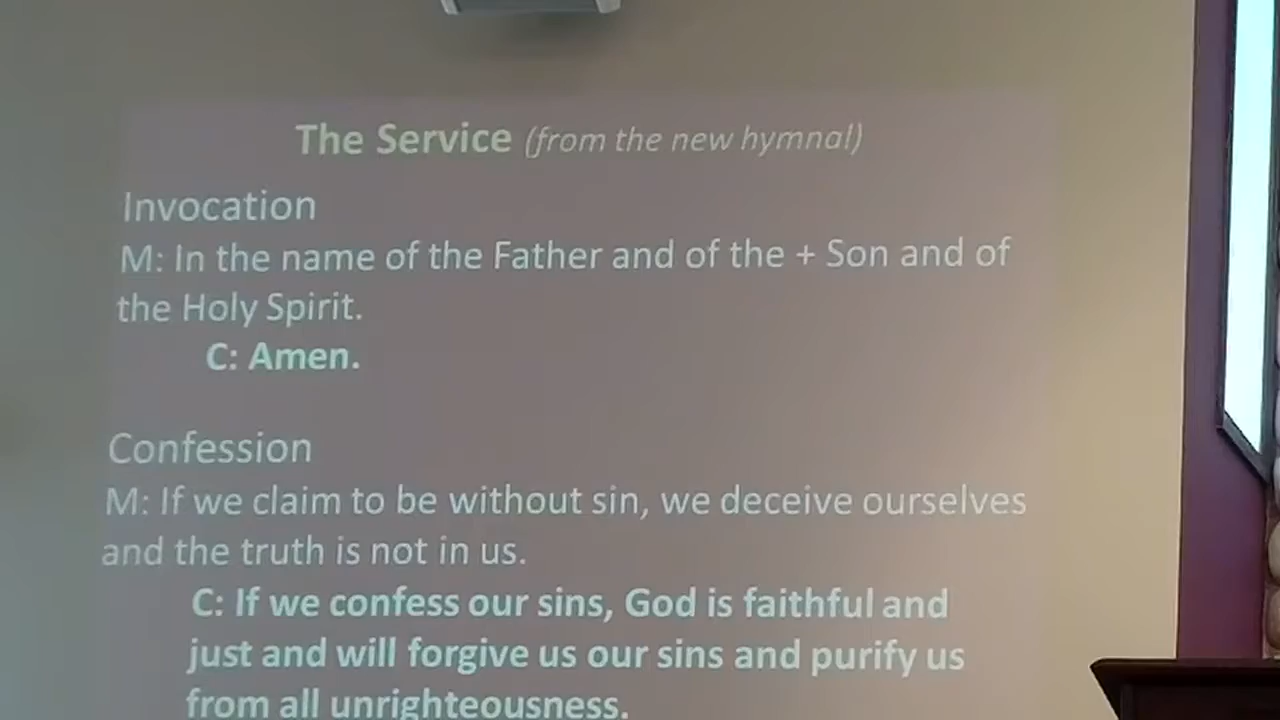 The Service (from the new hymnal)
Invocation
M: In the name of the Father and of the + Son and of
the Holy Spirit.
C: Amen.
Confession
M: If we claim to be without sin, we deceive ourselves
and the truth is not in us.
C: If we confess our sins, God is faithful and
just and will forgive us our sins and purify us
from all unrighteousness.